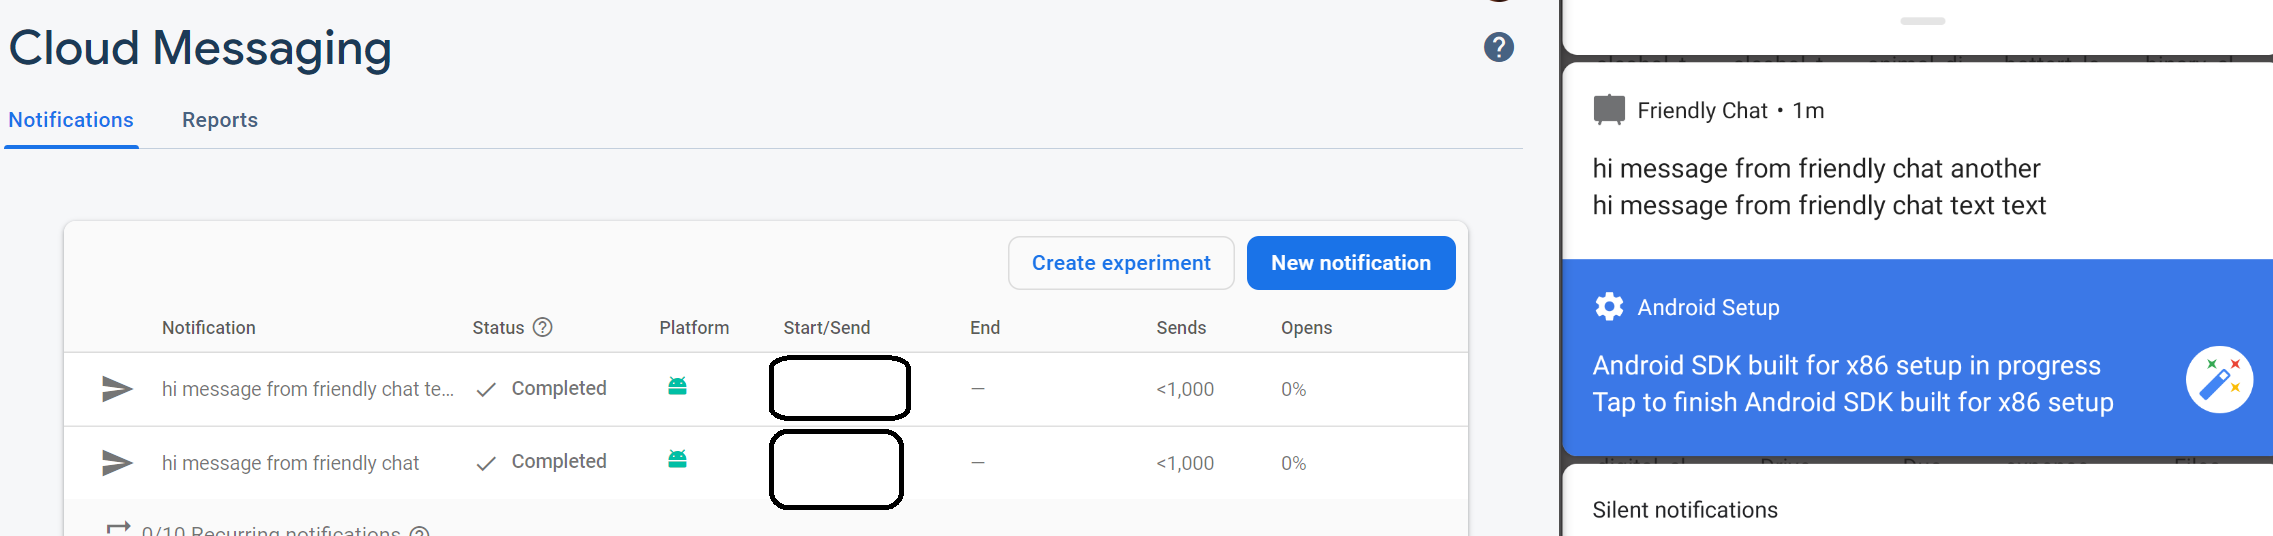 Cloud Messaging
Notifications
Reports
Create experiment
New notification
Notification Status Platform Start/Send End Sends Opens
hi message from friendly chat te... Completed — <1,000 0%
hi message from friendly chat Completed — <1,000 0%
0/10 Recurring notifications
Friendly Chat • 1m
hi message from friendly chat another
hi message from friendly chat text text
Android Setup
Android SDK built for x86 setup in progress
Tap to finish Android SDK built for x86 setup
Silent notifications